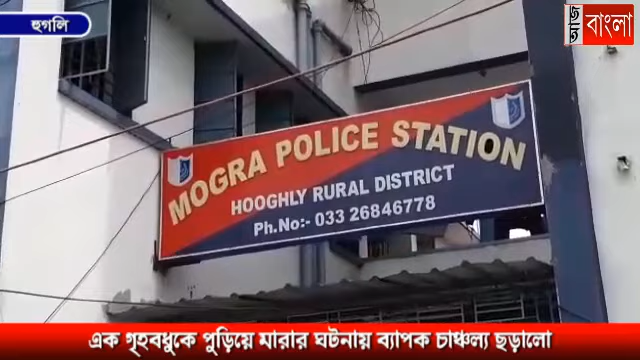 হুগলি
আজ বাংলা
MOGRA POLICE STATION
HOOGHLY RURAL DISTRICT
Ph.No:- 033 26846778
এক গৃহবধুকে পুড়িয়ে মারার ঘটনায় ব্যাপক চাঞ্চল্য ছড়ালো